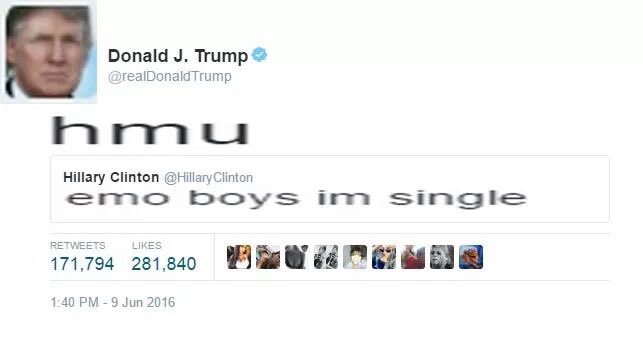 Donald J. Trump
@realDonaldTrump
hmu
Hillary Clinton @HillaryClinton
emo boys im single
RETWEETS LIKES
171,794 281,840
1:40 PM - 9 Jun 2016